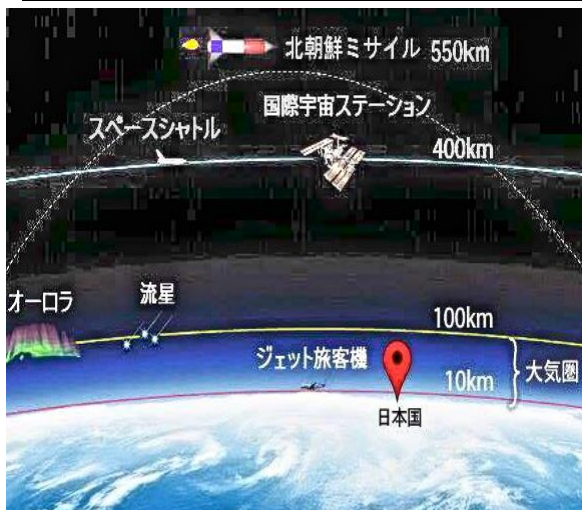 北朝鮮ミサイル 550km
国際宇宙ステーション
スペースシャトル
400km
オーロラ
流星
100km
ジェット旅客機
10km
大気圏
日本国